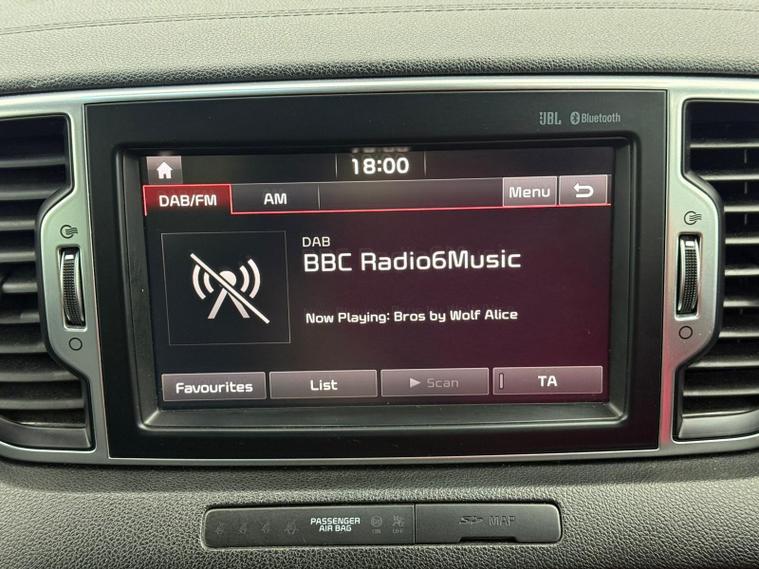 JBL Bluetooth
18:00
DAB/FM AM Menu
DAB
BBC Radio6Music
Now Playing: Bros by Wolf Alice
Favourites List Scan TA
PASSENGER
AIR BAG
MAP